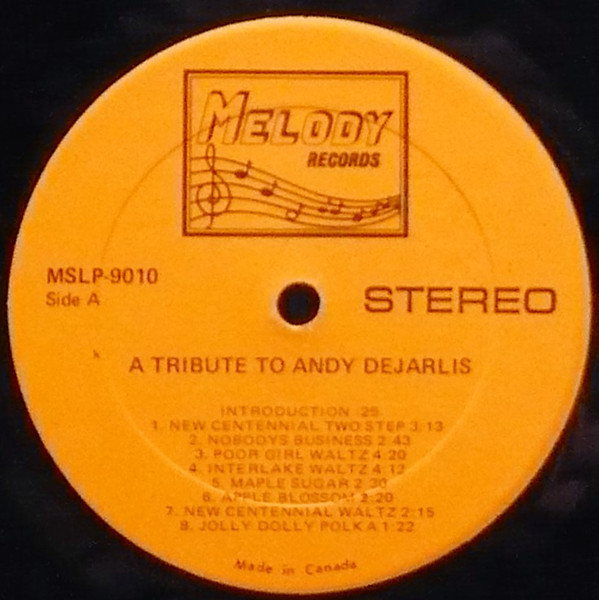 MELODY
RECORDS
MSLP-9010
Side A
STEREO
A TRIBUTE TO ANDY DEJARLIS
INTRODUCTION :25
1. NEW CENTENNIAL TWO STEP 3:13
2. NOBODYS BUSINESS 2:43
3. POOR GIRL WALTZ 4:20
4. INTERLAKE WALTZ 4:12
5. MAPLE SUGAR 2:30
6. APPLE BLOSSOM 2:20
7. NEW CENTENNIAL WALTZ 2:15
8. JOLLY DOLLY POLKA 1:22
Made in Canada